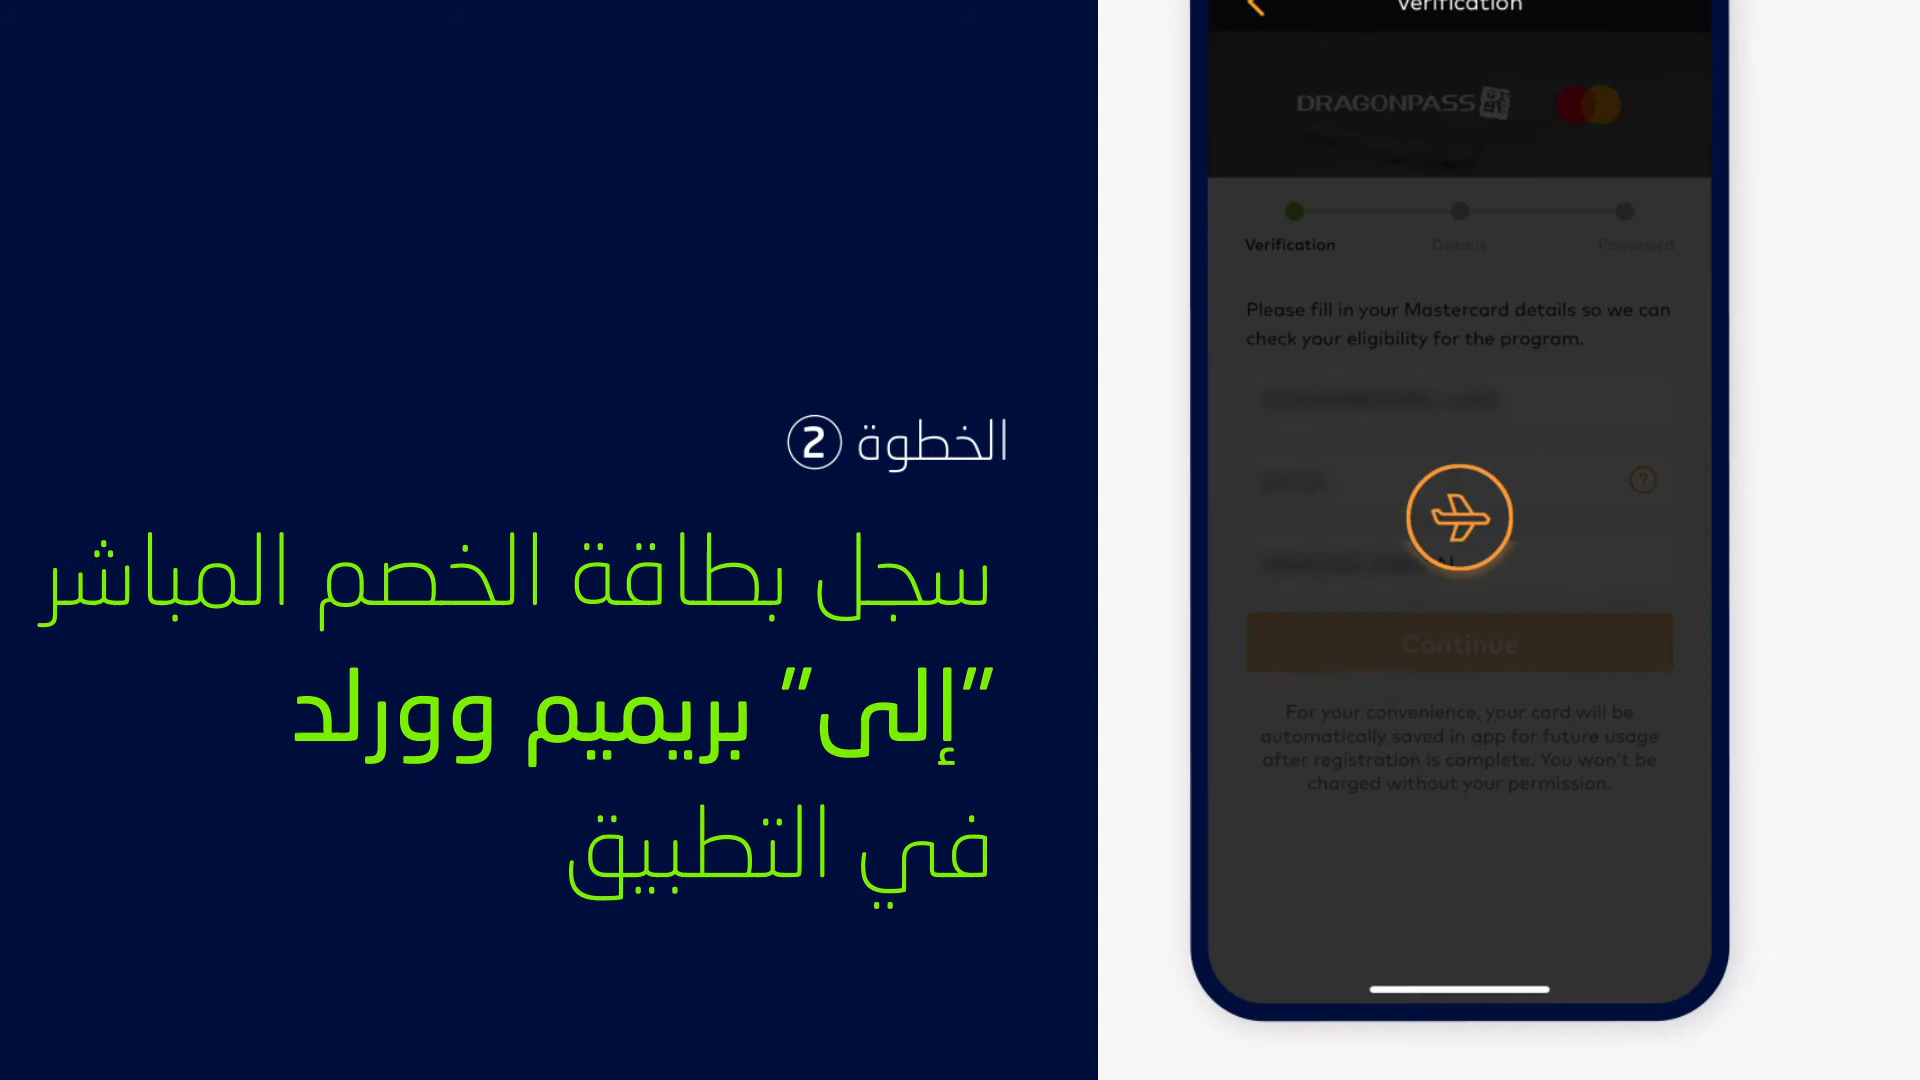 الخطوة 2
سجل بطاقة الخصم المباشر
”إلى” بريميم وورلد
في التطبيق
Verification
DRAGONPASS
Verification Details Password
Please fill in your Mastercard details so we can
check your eligibility for the program.
?
Continue
For your convenience, your card will be
automatically saved in app for future usage
after registration is complete. You won't be
charged without your permission.